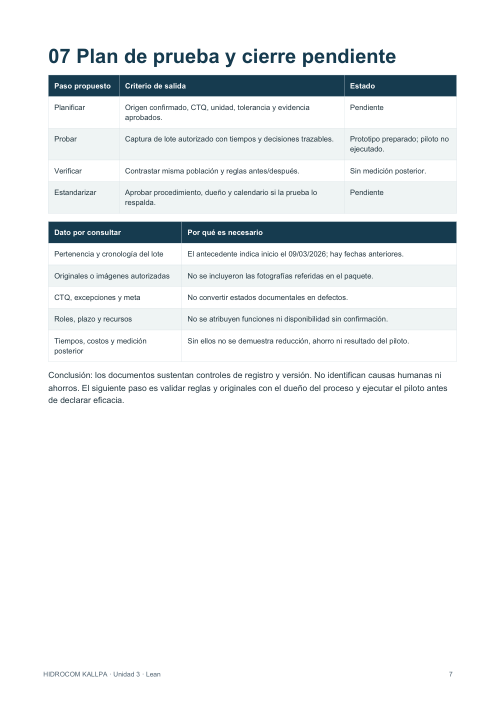 07 Plan de prueba y cierre pendiente
Paso propuesto Criterio de salida Estado
Planificar Origen confirmado, CTQ, unidad, tolerancia y evidencia aprobados. Pendiente
Probar Captura de lote autorizado con tiempos y decisiones trazables. Prototipo preparado; piloto no ejecutado.
Verificar Contrastar misma población y reglas antes/después. Sin medición posterior.
Estandarizar Aprobar procedimiento, dueño y calendario si la prueba lo respalda. Pendiente
Dato por consultar Por qué es necesario
Pertenencia y cronología del lote El antecedente indica inicio el 09/03/2026; hay fechas anteriores.
Originales o imágenes autorizadas No se incluyeron las fotografías referidas en el paquete.
CTQ, excepciones y meta No convertir estados documentales en defectos.
Roles, plazo y recursos No se atribuyen funciones ni disponibilidad sin confirmación.
Tiempos, costos y medición posterior Sin ellos no se demuestra reducción, ahorro ni resultado del piloto.
Conclusión: los documentos sustentan controles de registro y versión. No identifican causas humanas ni
ahorros. El siguiente paso es validar reglas y originales con el dueño del proceso y ejecutar el piloto antes
de declarar eficacia.
HIDROCOM KALLPA · Unidad 3 · Lean 7